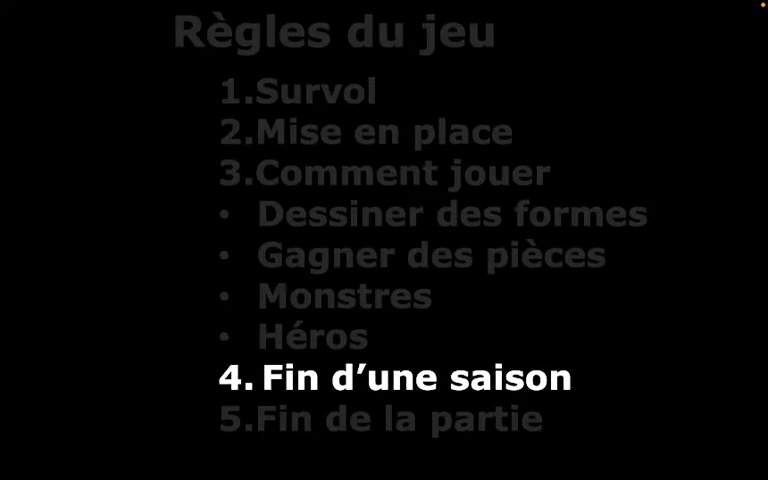 Règles du jeu
1.Survol
2.Mise en place
3.Comment jouer
• Dessiner des formes
• Gagner des pièces
• Monstres
• Héros
4. Fin d’une saison
5.Fin de la partie